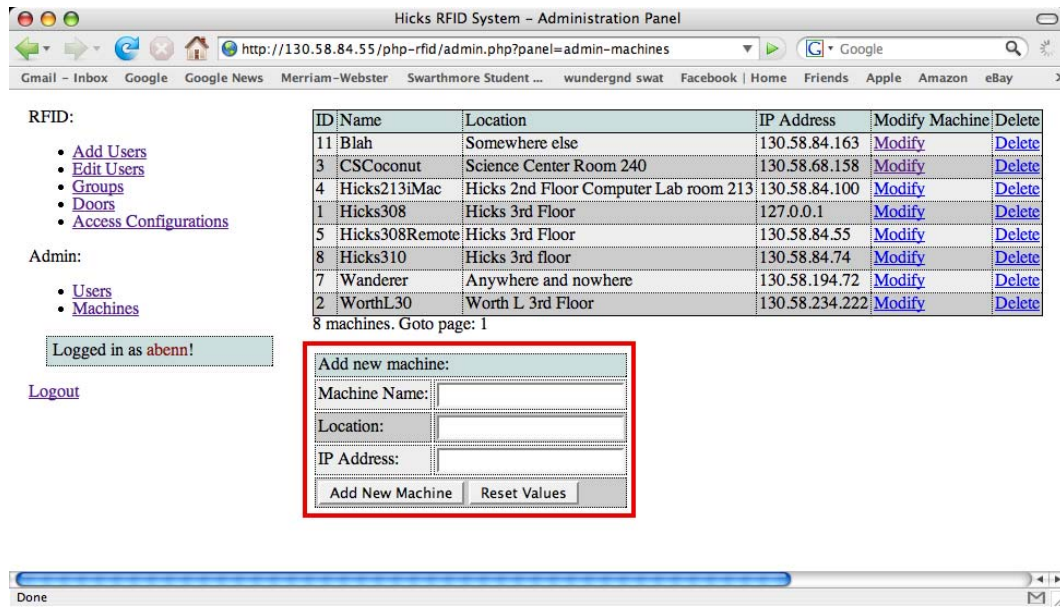 Hicks RFID System – Administration Panel
http://130.58.84.55/php-rfid/admin.php?panel=admin-machines
G Google
Gmail – Inbox Google Google News Merriam-Webster Swarthmore Student ... wundergnd swat Facebook | Home Friends Apple Amazon eBay
RFID:
Add Users
Edit Users
Groups
Doors
Access Configurations
Admin:
Users
Machines
Logged in as abenn!
Logout
ID Name Location IP Address Modify Machine Delete
11 Blah Somewhere else 130.58.84.163 Modify Delete
3 CSCoconut Science Center Room 240 130.58.68.158 Modify Delete
4 Hicks213iMac Hicks 2nd Floor Computer Lab room 213 130.58.84.100 Modify Delete
1 Hicks308 Hicks 3rd Floor 127.0.0.1 Modify Delete
5 Hicks308Remote Hicks 3rd Floor 130.58.84.55 Modify Delete
8 Hicks310 Hicks 3rd floor 130.58.84.74 Modify Delete
7 Wanderer Anywhere and nowhere 130.58.194.72 Modify Delete
2 WorthL30 Worth L 3rd Floor 130.58.234.222 Modify Delete
8 machines. Goto page: 1
Add new machine:
Machine Name:
Location:
IP Address:
Add New Machine Reset Values
Done